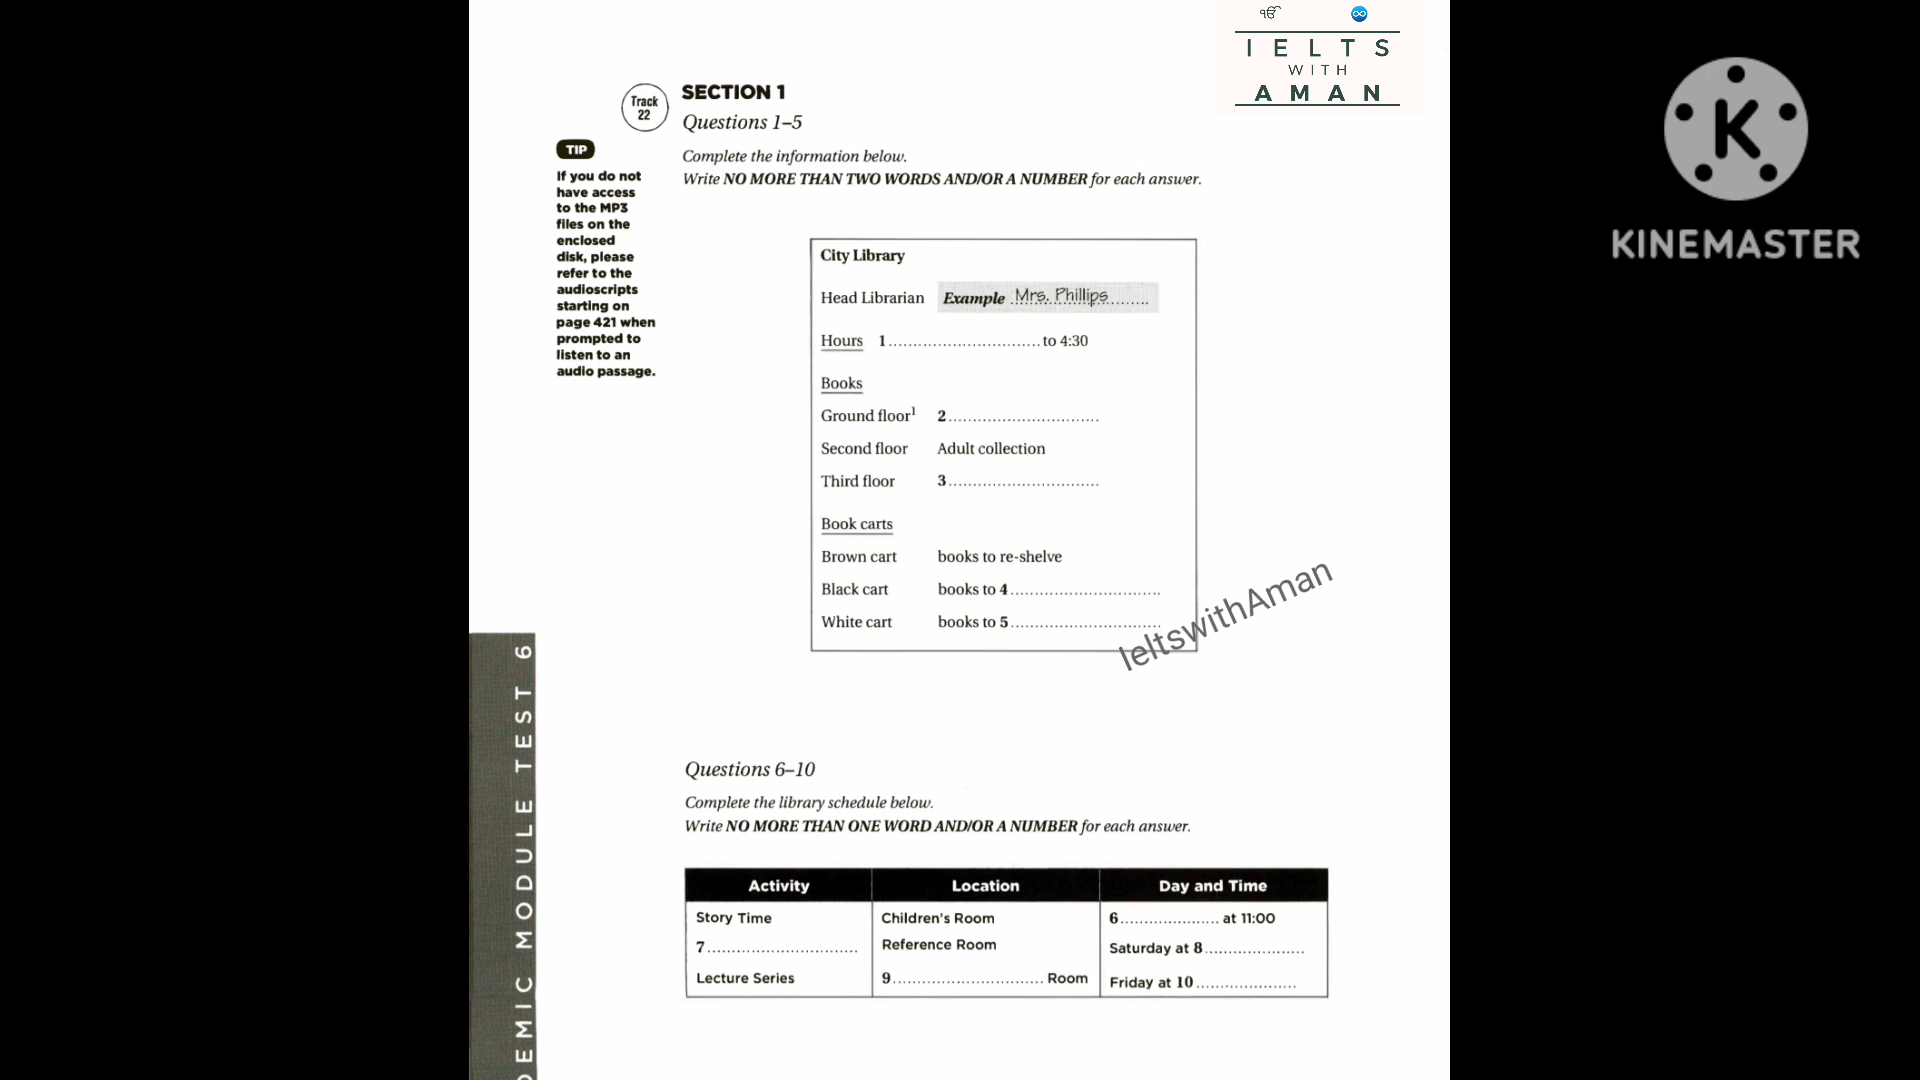 ੴ
IELTS
WITH
AMAN
K
KINEMASTER
Track
22
SECTION 1
Questions 1–5
Complete the information below.
Write NO MORE THAN TWO WORDS AND/OR A NUMBER for each answer.
TIP
If you do not
have access
to the MP3
files on the
enclosed
disk, please
refer to the
audioscripts
starting on
page 421 when
prompted to
listen to an
audio passage.
City Library
Head Librarian Example Mrs. Phillips
Hours 1 ............................... to 4:30
Books
Ground floor¹ 2 ...............................
Second floor Adult collection
Third floor 3 ...............................
Book carts
Brown cart books to re-shelve
Black cart books to 4 ...............................
White cart books to 5 ...............................
IeltswithAman
Questions 6–10
Complete the library schedule below.
Write NO MORE THAN ONE WORD AND/OR A NUMBER for each answer.
Activity Location Day and Time
Story Time Children's Room 6 ..................... at 11:00
7 ............................... Reference Room Saturday at 8 .....................
Lecture Series 9 ............................... Room Friday at 10 .....................
DEMIC MODULE TEST 6